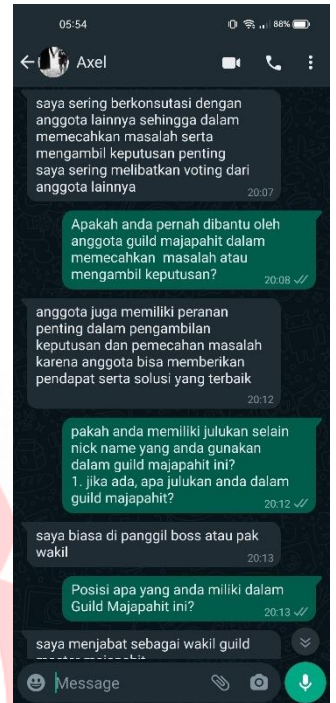 05:54
88%
Axel
saya sering berkonsutasi dengan
anggota lainnya sehingga dalam
memecahkan masalah serta
mengambil keputusan penting
saya sering melibatkan voting dari
anggota lainnya
20:07
Apakah anda pernah dibantu oleh
anggota guild majapahit dalam
memecahkan masalah atau
mengambil keputusan?
20:08
anggota juga memiliki peranan
penting dalam pengambilan
keputusan dan pemecahan masalah
karena anggota bisa memberikan
pendapat serta solusi yang terbaik
20:12
pakah anda memiliki julukan selain
nick name yang anda gunakan
dalam guild majapahit ini?
1. jika ada, apa julukan anda dalam
guild majapahit?
20:12
saya biasa di panggil boss atau pak
wakil
20:13
Posisi apa yang anda miliki dalam
Guild Majapahit ini?
20:13
saya menjabat sebagai wakil guild
Message